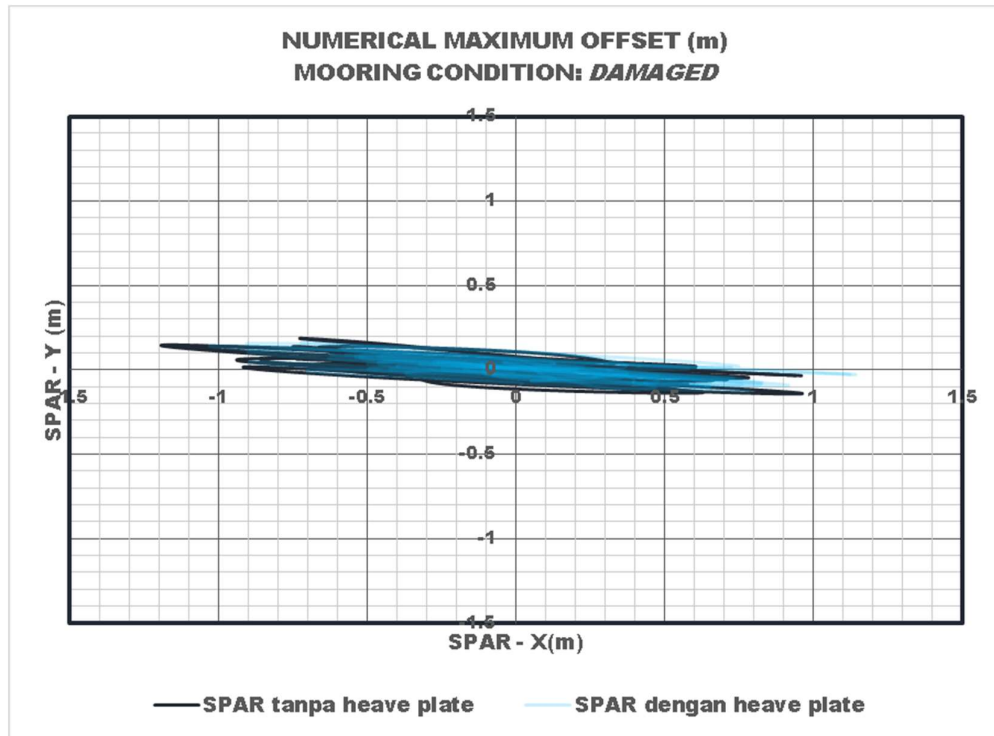 NUMERICAL MAXIMUM OFFSET (m)
MOORING CONDITION: DAMAGED
1.5
1
0.5
0
-1.5
-1
-0.5
0
0.5
1
1.5
-0.5
-1
-1.5
SPAR - Y (m)
SPAR - X(m)
SPAR tanpa heave plate
SPAR dengan heave plate